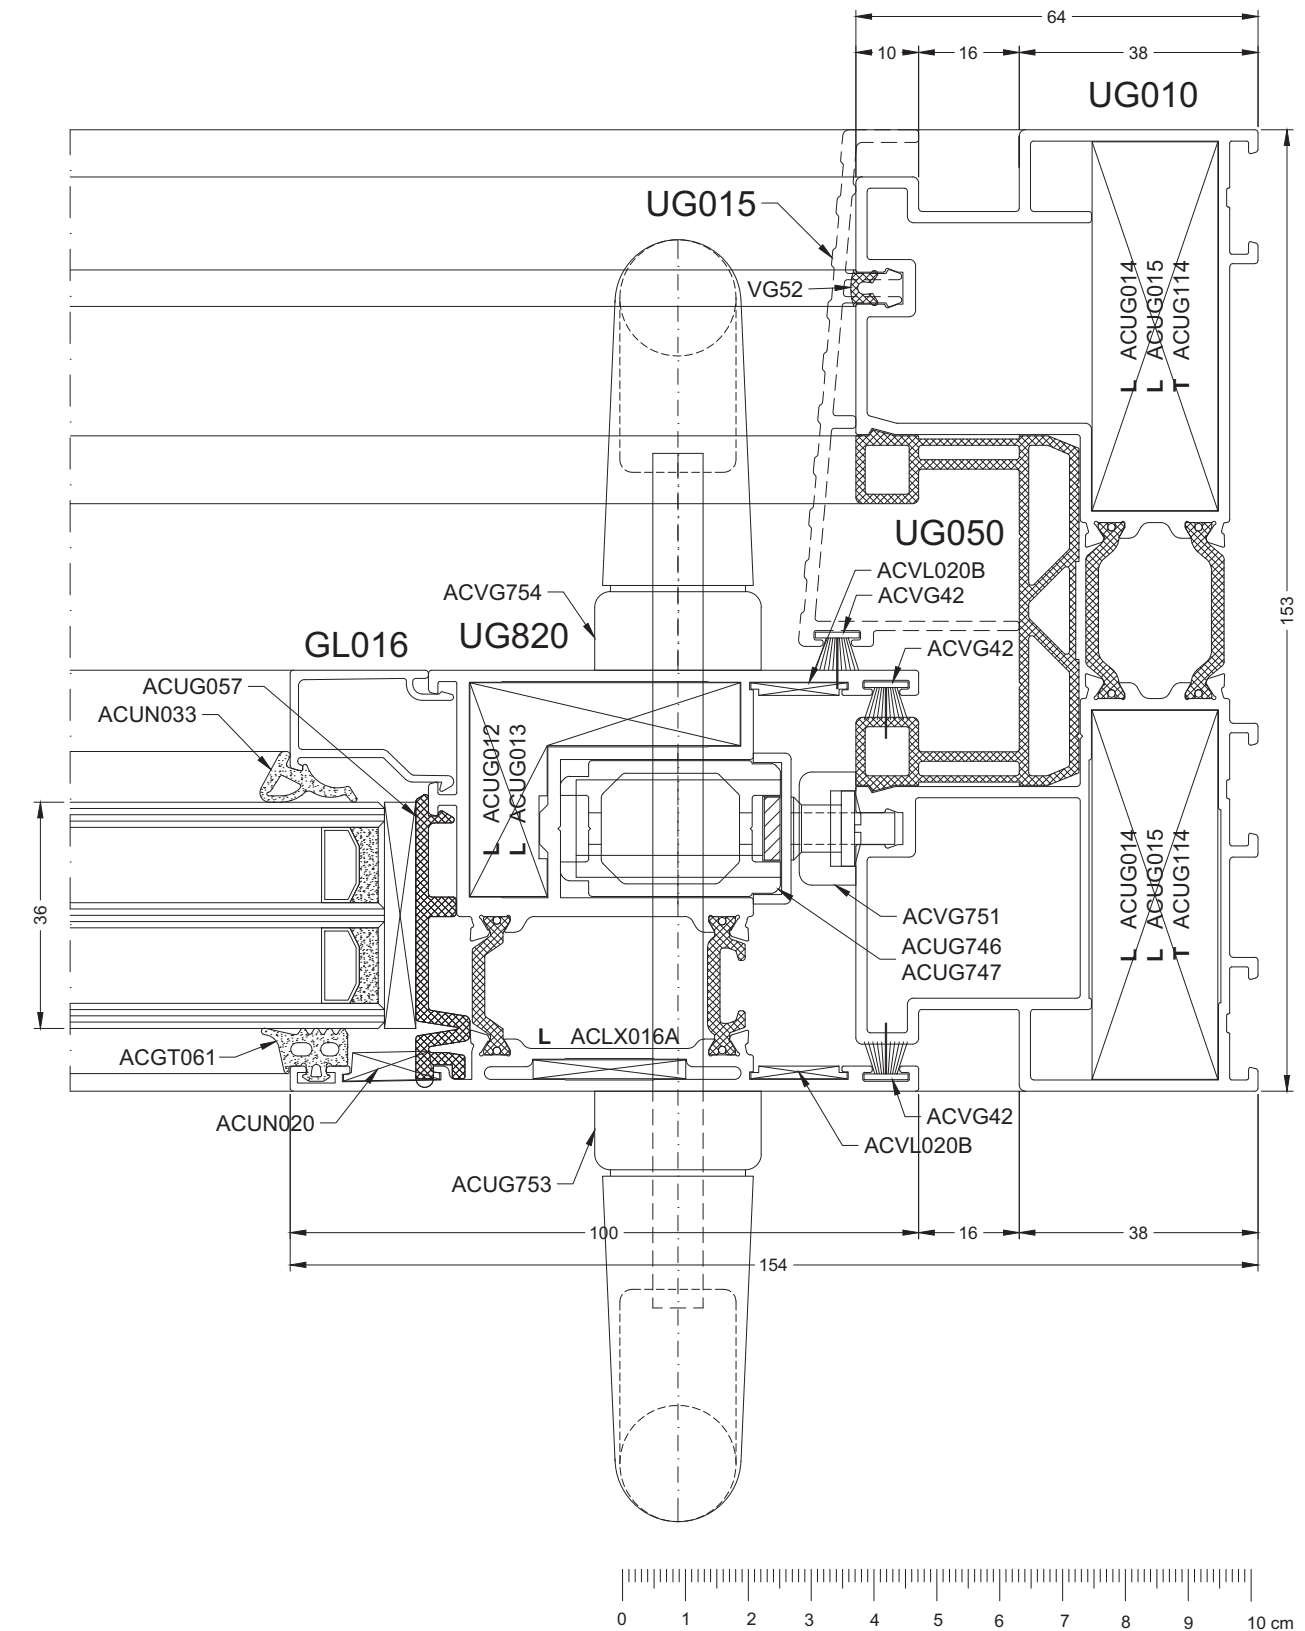 64
10
16
38
UG010
UG015
VG52
L ACUG014
L ACUG015
T ACUG114
UG050
ACVL020B
ACVG42
ACVG754
153
UG820
GL016
ACVG42
ACUG057
ACUN033
L ACUG012
L ACUG013
36
L ACUG014
L ACUG015
T ACUG114
ACVG751
ACUG746
ACUG747
L ACLX016A
ACGT061
ACUN020
ACVG42
ACVL020B
ACUG753
100
16
38
154
0 1 2 3 4 5 6 7 8 9 10 cm